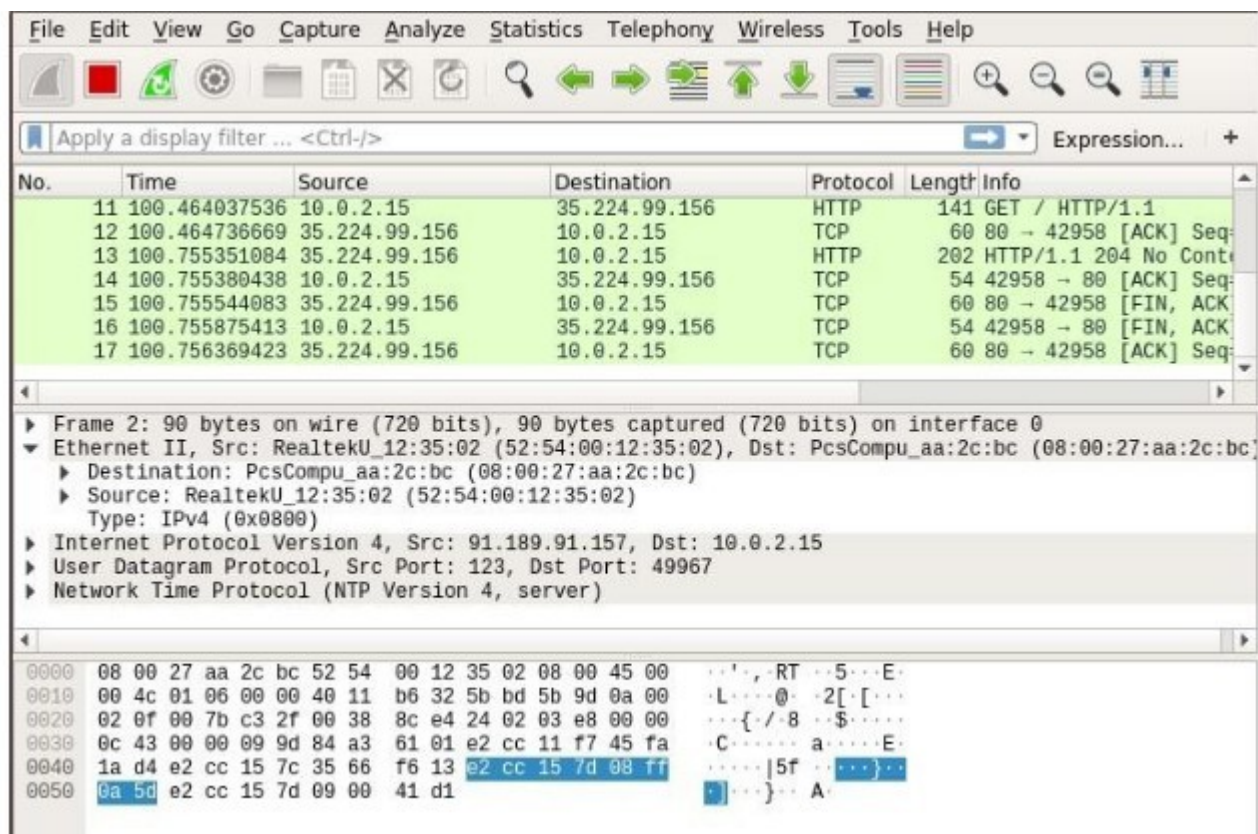 File Edit View Go Capture Analyze Statistics Telephony Wireless Tools Help
Apply a display filter ... <Ctrl-/> Expression... +
No. Time Source Destination Protocol Length Info
11 100.464037536 10.0.2.15 35.224.99.156 HTTP 141 GET / HTTP/1.1
12 100.464736669 35.224.99.156 10.0.2.15 TCP 60 80 → 42958 [ACK] Seq=
13 100.755351084 35.224.99.156 10.0.2.15 HTTP 202 HTTP/1.1 204 No Conte
14 100.755380438 10.0.2.15 35.224.99.156 TCP 54 42958 → 80 [ACK] Seq=
15 100.755544083 35.224.99.156 10.0.2.15 TCP 60 80 → 42958 [FIN, ACK]
16 100.755875413 10.0.2.15 35.224.99.156 TCP 54 42958 → 80 [FIN, ACK]
17 100.756369423 35.224.99.156 10.0.2.15 TCP 60 80 → 42958 [ACK] Seq=
Frame 2: 90 bytes on wire (720 bits), 90 bytes captured (720 bits) on interface 0
Ethernet II, Src: RealtekU_12:35:02 (52:54:00:12:35:02), Dst: PcsCompu_aa:2c:bc (08:00:27:aa:2c:bc)
Destination: PcsCompu_aa:2c:bc (08:00:27:aa:2c:bc)
Source: RealtekU_12:35:02 (52:54:00:12:35:02)
Type: IPv4 (0x0800)
Internet Protocol Version 4, Src: 91.189.91.157, Dst: 10.0.2.15
User Datagram Protocol, Src Port: 123, Dst Port: 49967
Network Time Protocol (NTP Version 4, server)
0000 08 00 27 aa 2c bc 52 54 00 12 35 02 08 00 45 00 ··'·,·RT ··5···E·
0010 00 4c 01 06 00 00 40 11 b6 32 5b bd 5b 9d 0a 00 ·L····@· ·2[·[···
0020 02 0f 00 7b c3 2f 00 38 8c e4 24 02 03 e8 00 00 ···{·/·8 ··$·····
0030 0c 43 00 00 09 9d 84 a3 61 01 e2 cc 11 f7 45 fa ·C······ a·····E·
0040 1a d4 e2 cc 15 7c 35 66 f6 13 e2 cc 15 7d 08 ff ·····|5f ·····}··
0050 0a 5d e2 cc 15 7d 09 00 41 d1 ·]···}·· A·